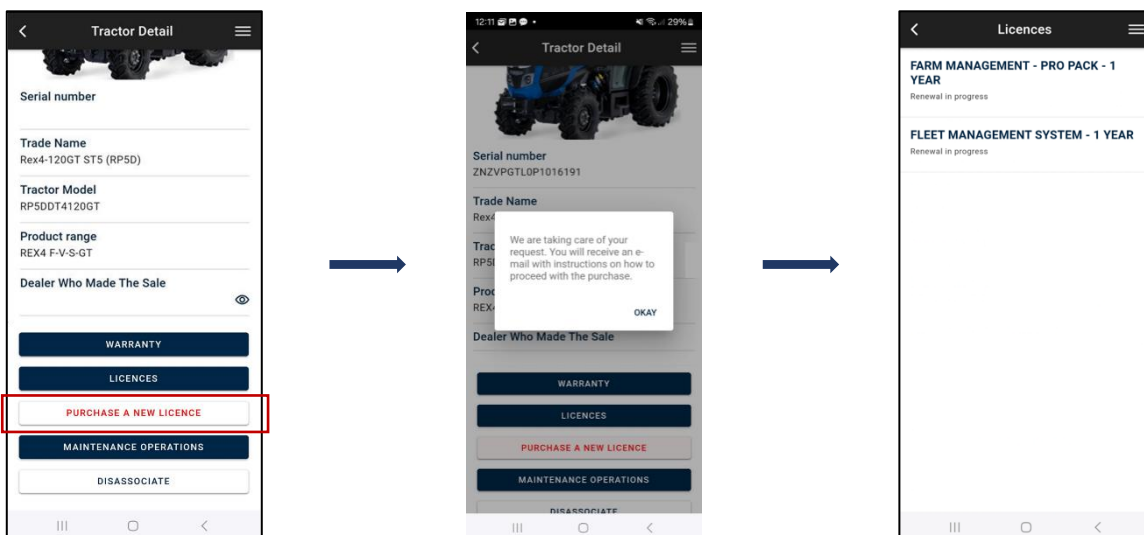 Tractor Detail
Serial number
Trade Name
Rex4-120GT ST5 (RP5D)
Tractor Model
RP5DDT4120GT
Product range
REX4 F-V-S-GT
Dealer Who Made The Sale
WARRANTY
LICENCES
PURCHASE A NEW LICENCE
MAINTENANCE OPERATIONS
DISASSOCIATE
12:11 29%
Tractor Detail
Serial number
ZNZVPGTL0P1016191
Trade Name
Rex4
We are taking care of your
request. You will receive an e-
mail with instructions on how to
proceed with the purchase.
OKAY
Trac
RP5
Prod
REX4
Dealer Who Made The Sale
WARRANTY
LICENCES
PURCHASE A NEW LICENCE
MAINTENANCE OPERATIONS
DISASSOCIATE
Licences
FARM MANAGEMENT - PRO PACK - 1
YEAR
Renewal in progress
FLEET MANAGEMENT SYSTEM - 1 YEAR
Renewal in progress